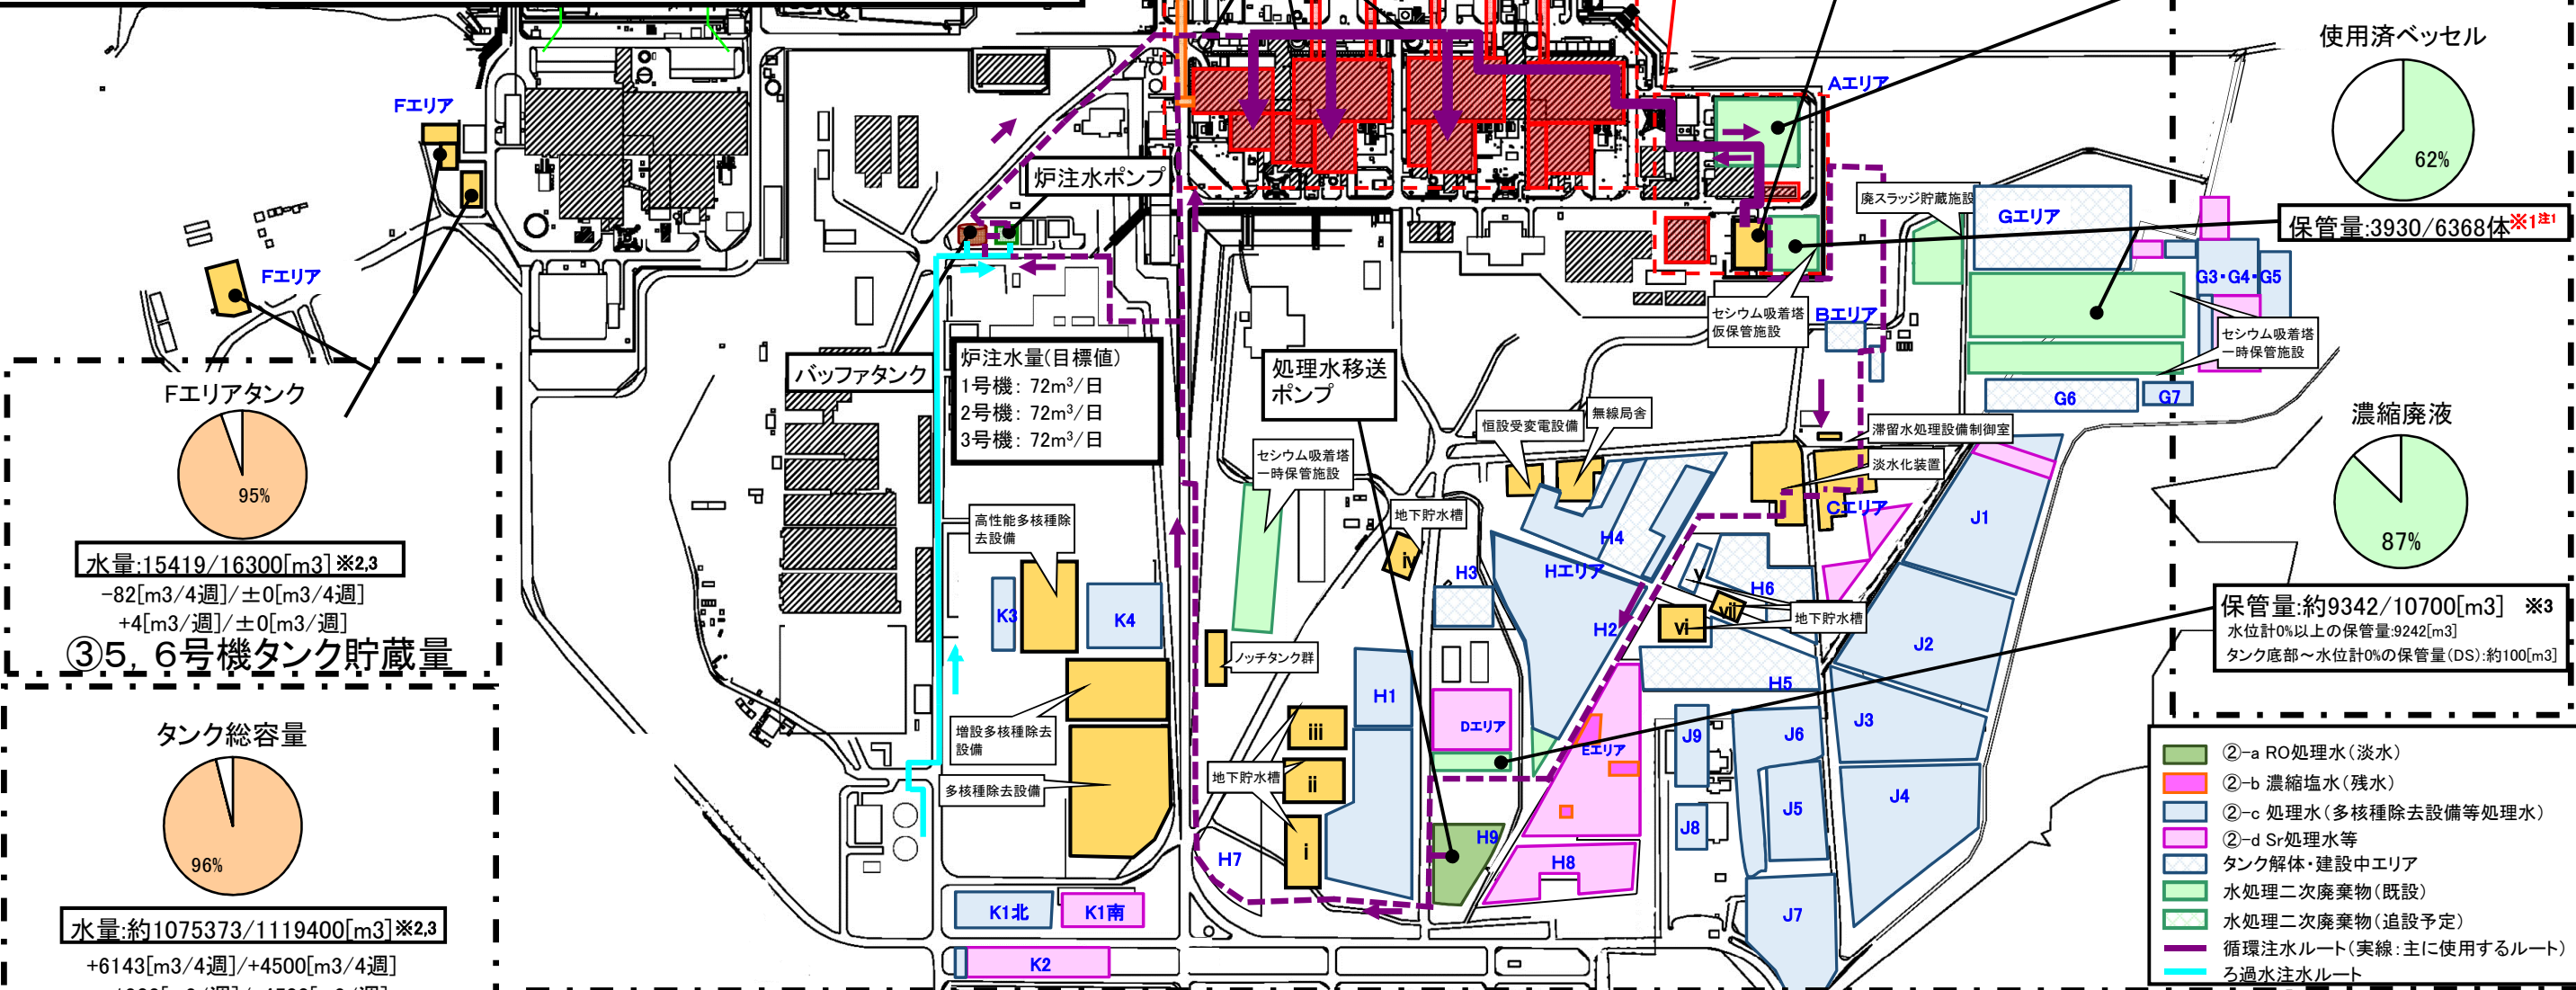 使用済ベッセル
62%
保管量:3930/6368体※1注1
Aエリア
Fエリア
Fエリア
炉注水ポンプ
廃スラッジ貯蔵施設
Gエリア
G3・G4・G5
セシウム吸着塔
仮保管施設
Bエリア
セシウム吸着塔
一時保管施設
G6
G7
Fエリアタンク
95%
水量:15419/16300[m3]※2,3
-82[m3/4週]/±0[m3/4週]
+4[m3/週]/±0[m3/週]
③5，6号機タンク貯蔵量
バッファタンク
炉注水量(目標値)
1号機: 72m³/日
2号機: 72m³/日
3号機: 72m³/日
処理水移送
ポンプ
恒設受変電設備
無線局舎
滞留水処理設備制御室
淡水化装置
Cエリア
濃縮廃液
87%
保管量:約9342/10700[m3] ※3
水位計0%以上の保管量:9242[m3]
タンク底部～水位計0%の保管量(DS):約100[m3]
セシウム吸着塔
一時保管施設
高性能多核種除
去設備
地下貯水槽
iv
H4
J1
Hエリア
H3
v
H6
vii
vi
地下貯水槽
K3
K4
H2
J2
ノッチタンク群
H5
H1
増設多核種除去
設備
iii
Dエリア
Eエリア
J9
J6
J3
多核種除去設備
地下貯水槽
ii
J5
J4
J8
i
H7
H9
H8
J7
K1北
K1南
K2
タンク総容量
96%
水量:約1075373/1119400[m3]※2,3
+6143[m3/4週]/+4500[m3/4週]
②-a RO処理水(淡水)
②-b 濃縮塩水(残水)
②-c 処理水(多核種除去設備等処理水)
②-d Sr処理水等
タンク解体・建設中エリア
水処理二次廃棄物(既設)
水処理二次廃棄物(追設予定)
循環注水ルート(実線:主に使用するルート)
ろ過水注水ルート